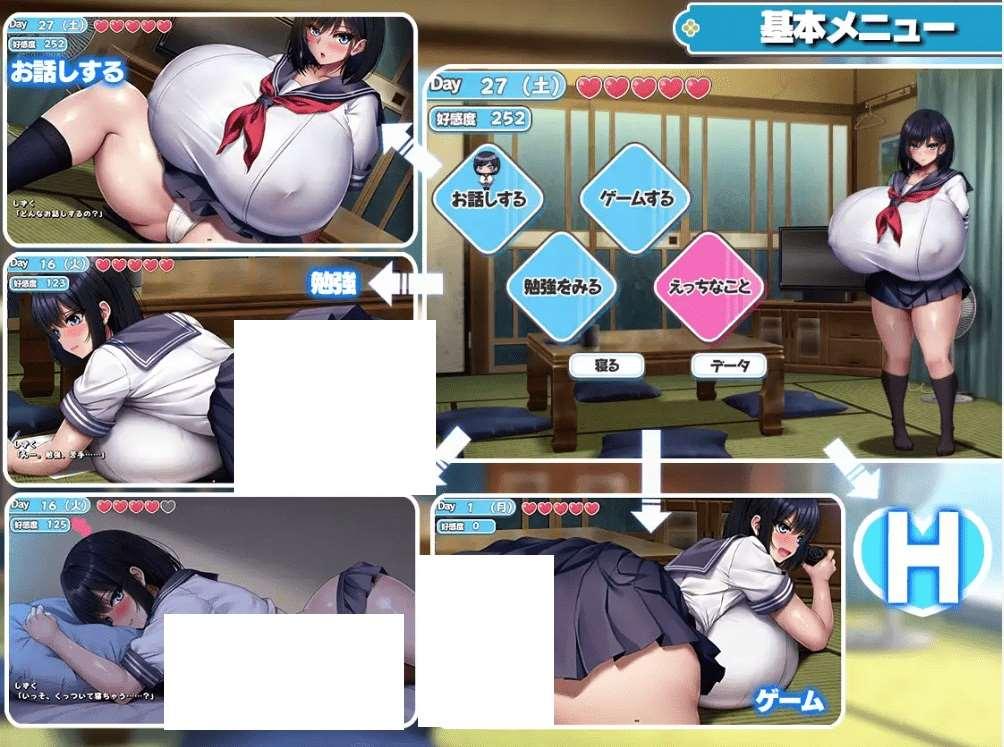 基本メニュー
Day 27 (土)
好感度 252
お話しする
しずく
「どんなお話しするの?」
Day 27 (土)
好感度 252
お話しする
ゲームする
勉強をみる
えっちなこと
寝る
データ
Day 16 (火)
好感度 123
勉強
しずく
「えー。勉強、苦手……」
Day 16 (火)
好感度 125
しずく
「いっそ、くっついて寝ちゃう……?」
Day 1 (月)
好感度 0
ゲーム
H